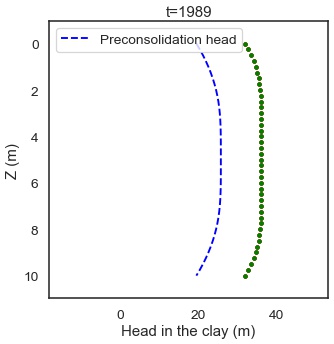 t=1989
Preconsolidation head
0
2
4
6
8
10
Z (m)
0
20
40
Head in the clay (m)